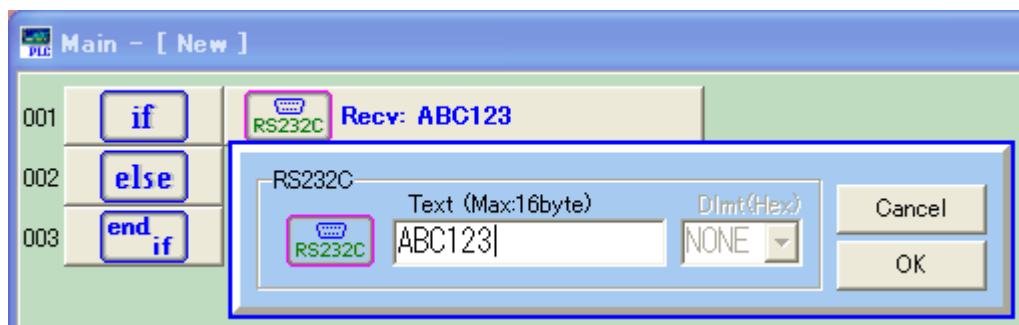 PLC Main - [ New ]
001 if RS232C Recv: ABC123
002 else
003 end if
RS232C
Text (Max:16byte) Dlmt(Hex)
RS232C ABC123 NONE
Cancel
OK